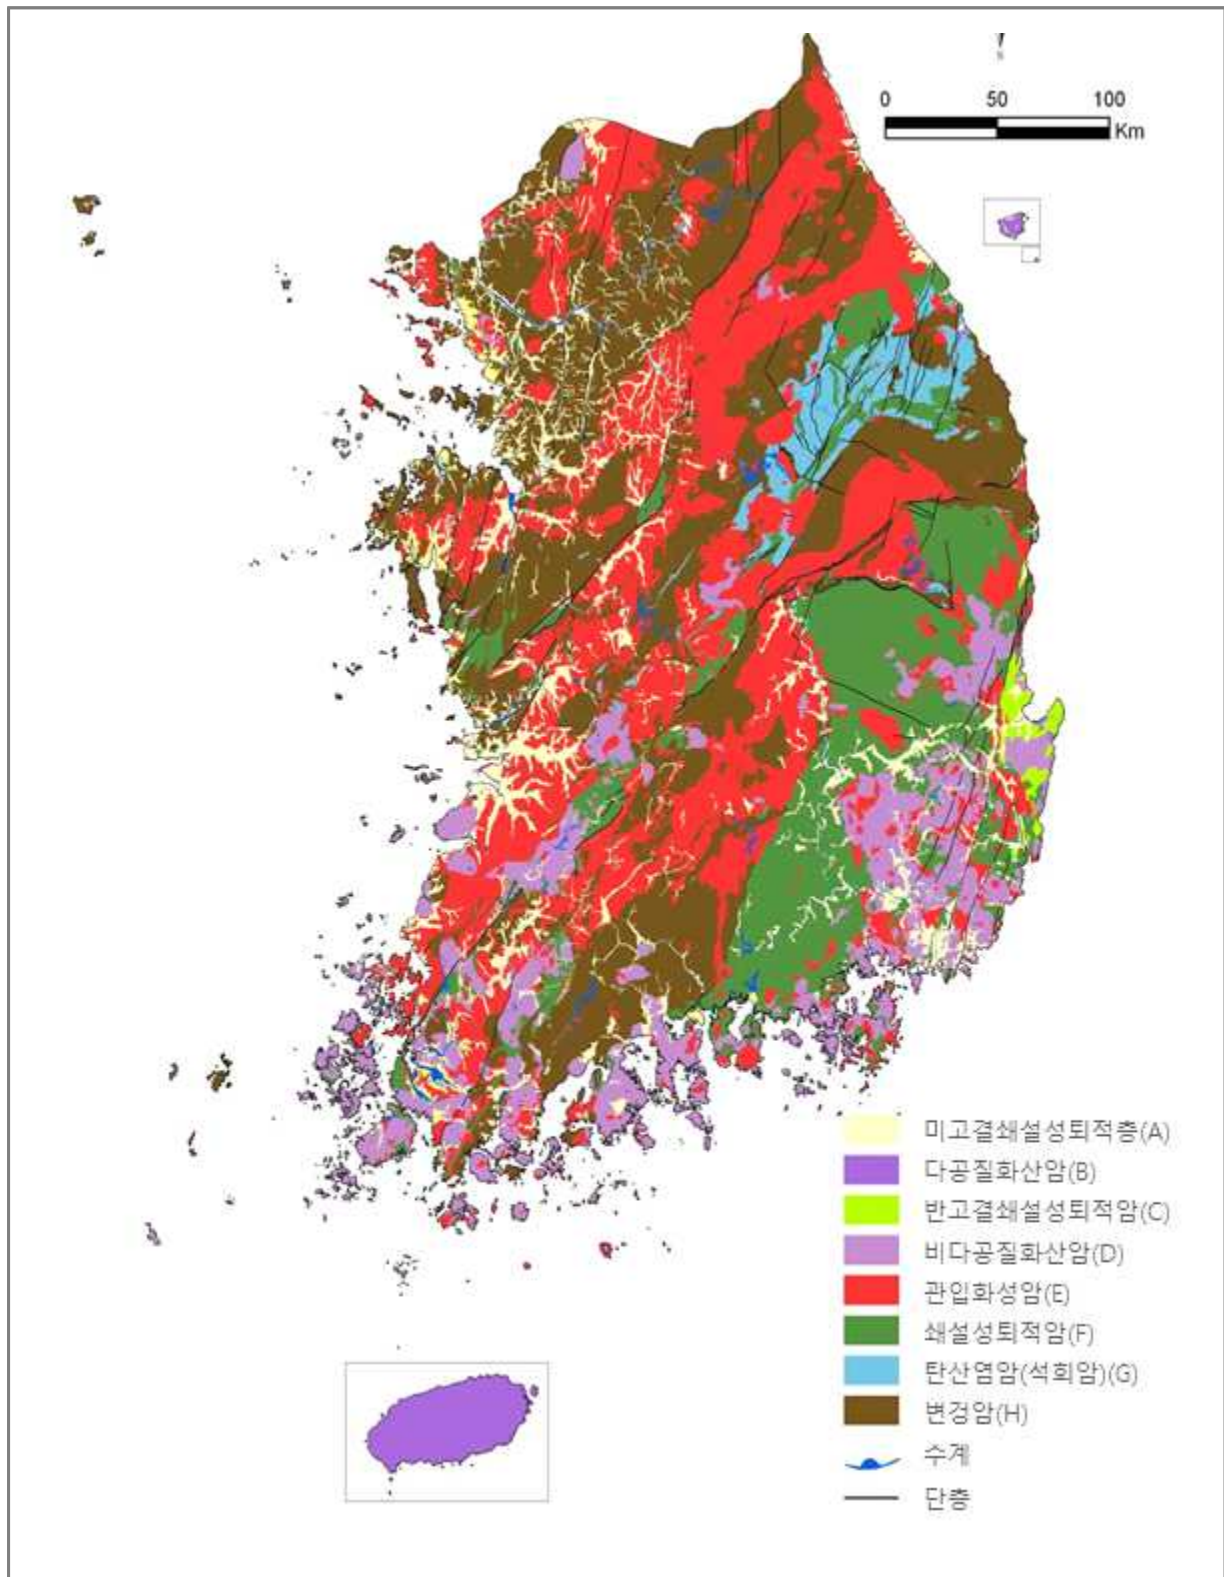 N
0 50 100
Km
미고결쇄설성퇴적층(A)
다공질화산암(B)
반고결쇄설성퇴적암(C)
비다공질화산암(D)
관입화성암(E)
쇄설성퇴적암(F)
탄산염암(석회암)(G)
변경암(H)
수계
단층